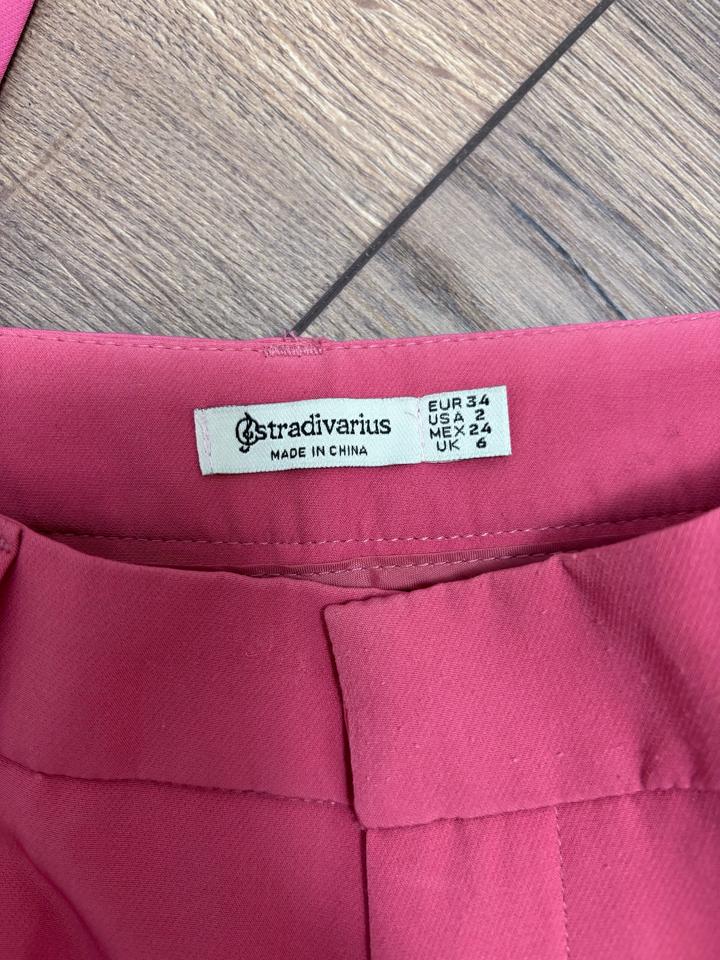 stradivarius
MADE IN CHINA
EUR 34
USA 2
MEX 24
UK 6